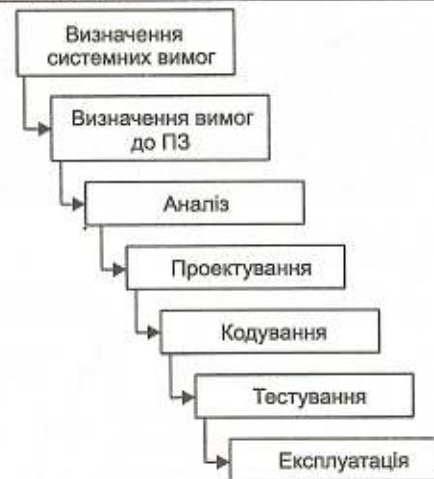 Визначення
системних вимог
Визначення вимог
до ПЗ
Аналіз
Проектування
Кодування
Тестування
Експлуатація